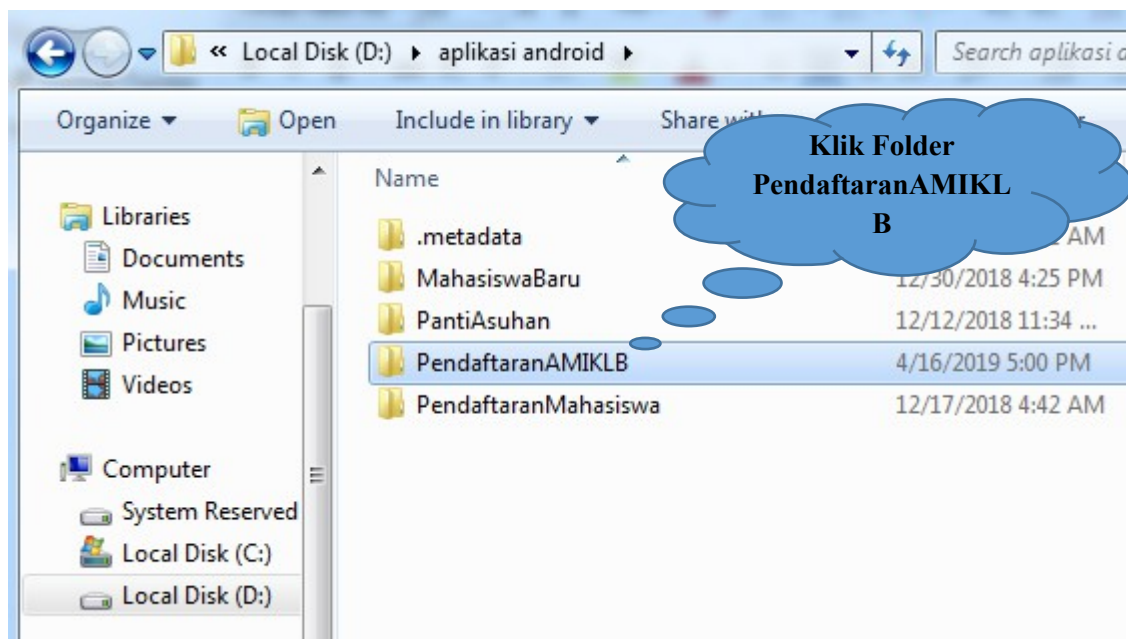 « Local Disk (D:) ▸ aplikasi android ▸
Search aplikasi
Organize ▼ Open Include in library ▼ Share
Klik Folder
PendaftaranAMIKL
B
Name
Libraries
Documents
Music
Pictures
Videos
Computer
System Reserved
Local Disk (C:)
Local Disk (D:)
.metadata AM
MahasiswaBaru 12/30/2018 4:25 PM
PantiAsuhan 12/12/2018 11:34 ...
PendaftaranAMIKLB 4/16/2019 5:00 PM
PendaftaranMahasiswa 12/17/2018 4:42 AM